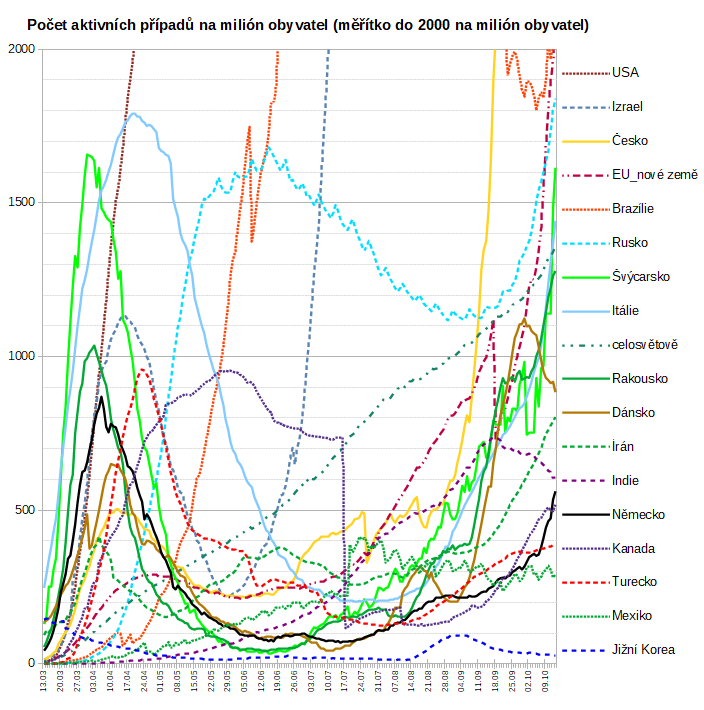 Počet aktivních případů na milión obyvatel (měřítko do 2000 na milión obyvatel)
2000
1500
1000
500
0
13.03
20.03
27.03
03.04
10.04
17.04
24.04
01.05
08.05
15.05
22.05
29.05
05.06
12.06
19.06
26.06
03.07
10.07
17.07
24.07
31.07
07.08
14.08
21.08
28.08
04.09
11.09
18.09
25.09
02.10
09.10
USA
Izrael
Česko
EU_nové země
Brazílie
Rusko
Švýcarsko
Itálie
celosvětově
Rakousko
Dánsko
Írán
Indie
Německo
Kanada
Turecko
Mexiko
Jižní Korea